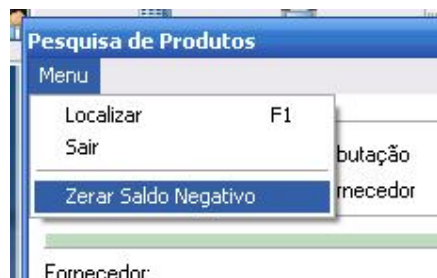 Pesquisa de Produtos
Menu
Localizar F1
Sair
butação
Zerar Saldo Negativo
rnecedor
Fornecedor: